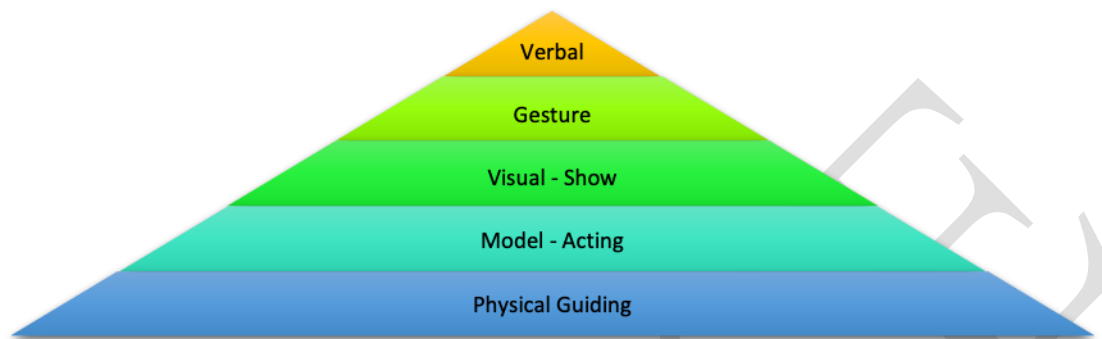 Verbal
Gesture
Visual - Show
Model - Acting
Physical Guiding